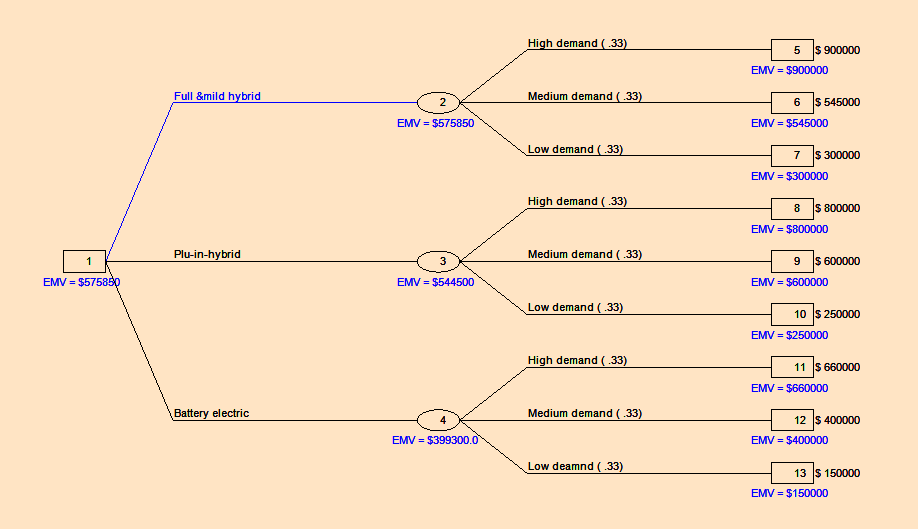 High demand ( .33)
5
$ 900000
EMV = $900000
Full &mild hybrid
2
EMV = $575850
Medium demand ( .33)
6
$ 545000
EMV = $545000
Low demand ( .33)
7
$ 300000
EMV = $300000
High demand ( .33)
8
$ 800000
EMV = $800000
1
EMV = $575850
Plu-in-hybrid
3
EMV = $544500
Medium demand ( .33)
9
$ 600000
EMV = $600000
Low demand ( .33)
10
$ 250000
EMV = $250000
High demand ( .33)
11
$ 660000
EMV = $660000
Battery electric
4
EMV = $399300.0
Medium demand ( .33)
12
$ 400000
EMV = $400000
Low deamnd ( .33)
13
$ 150000
EMV = $150000